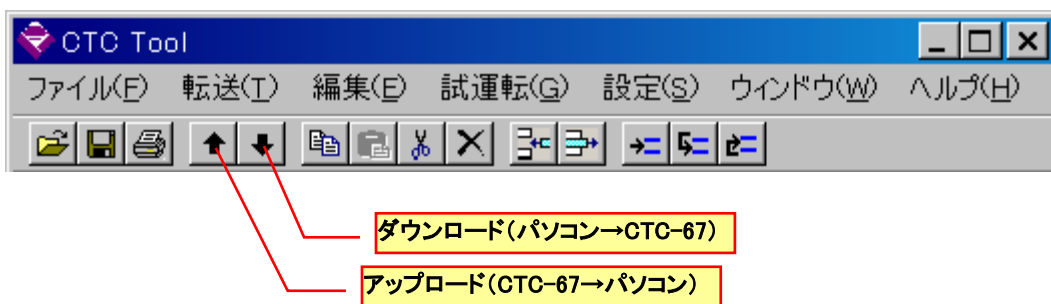 CTC Tool
ファイル(F) 転送(T) 編集(E) 試運転(G) 設定(S) ウィンドウ(W) ヘルプ(H)
ダウンロード(パソコン→CTC-67)
アップロード(CTC-67→パソコン)